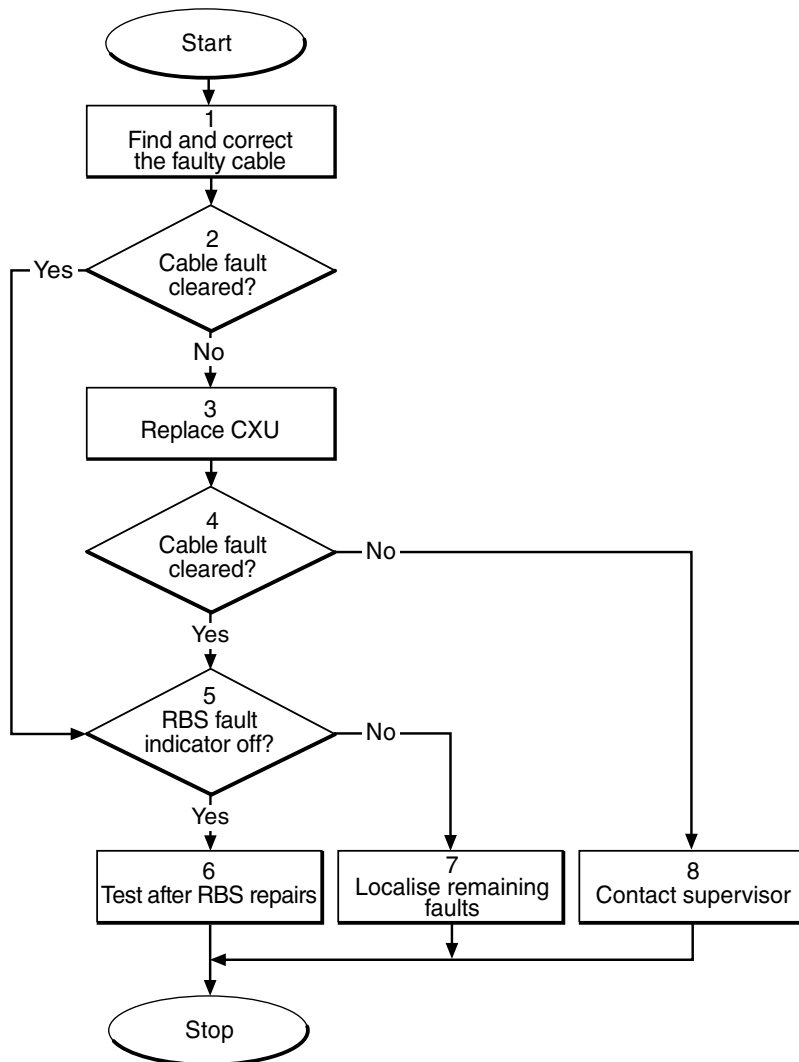 Start
1
Find and correct
the faulty cable
2
Cable fault
cleared?
Yes
No
3
Replace CXU
4
Cable fault
cleared?
No
Yes
5
RBS fault
indicator off?
No
Yes
6
Test after RBS repairs
7
Localise remaining
faults
8
Contact supervisor
Stop